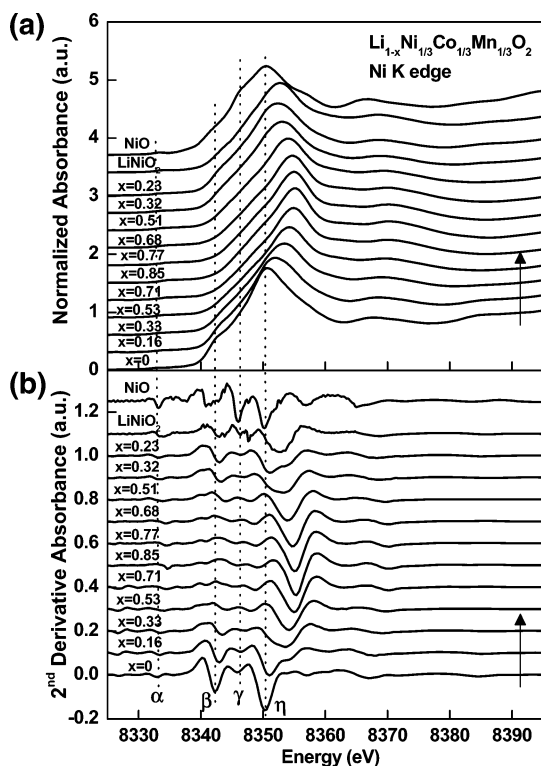 (a)
Li1-xNi1/3Co1/3Mn1/3O2
Ni K edge
Normalized Absorbance (a.u.)
6
5
4
3
2
1
0
NiO
LiNiO2
x=0.23
x=0.32
x=0.51
x=0.68
x=0.77
x=0.85
x=0.71
x=0.53
x=0.33
x=0.16
x=0
(b)
2nd Derivative Absorbance (a.u.)
1.2
1.0
0.8
0.6
0.4
0.2
0.0
-0.2
NiO
LiNiO2
x=0.23
x=0.32
x=0.51
x=0.68
x=0.77
x=0.85
x=0.71
x=0.53
x=0.33
x=0.16
x=0
α β γ η
8330 8340 8350 8360 8370 8380 8390
Energy (eV)